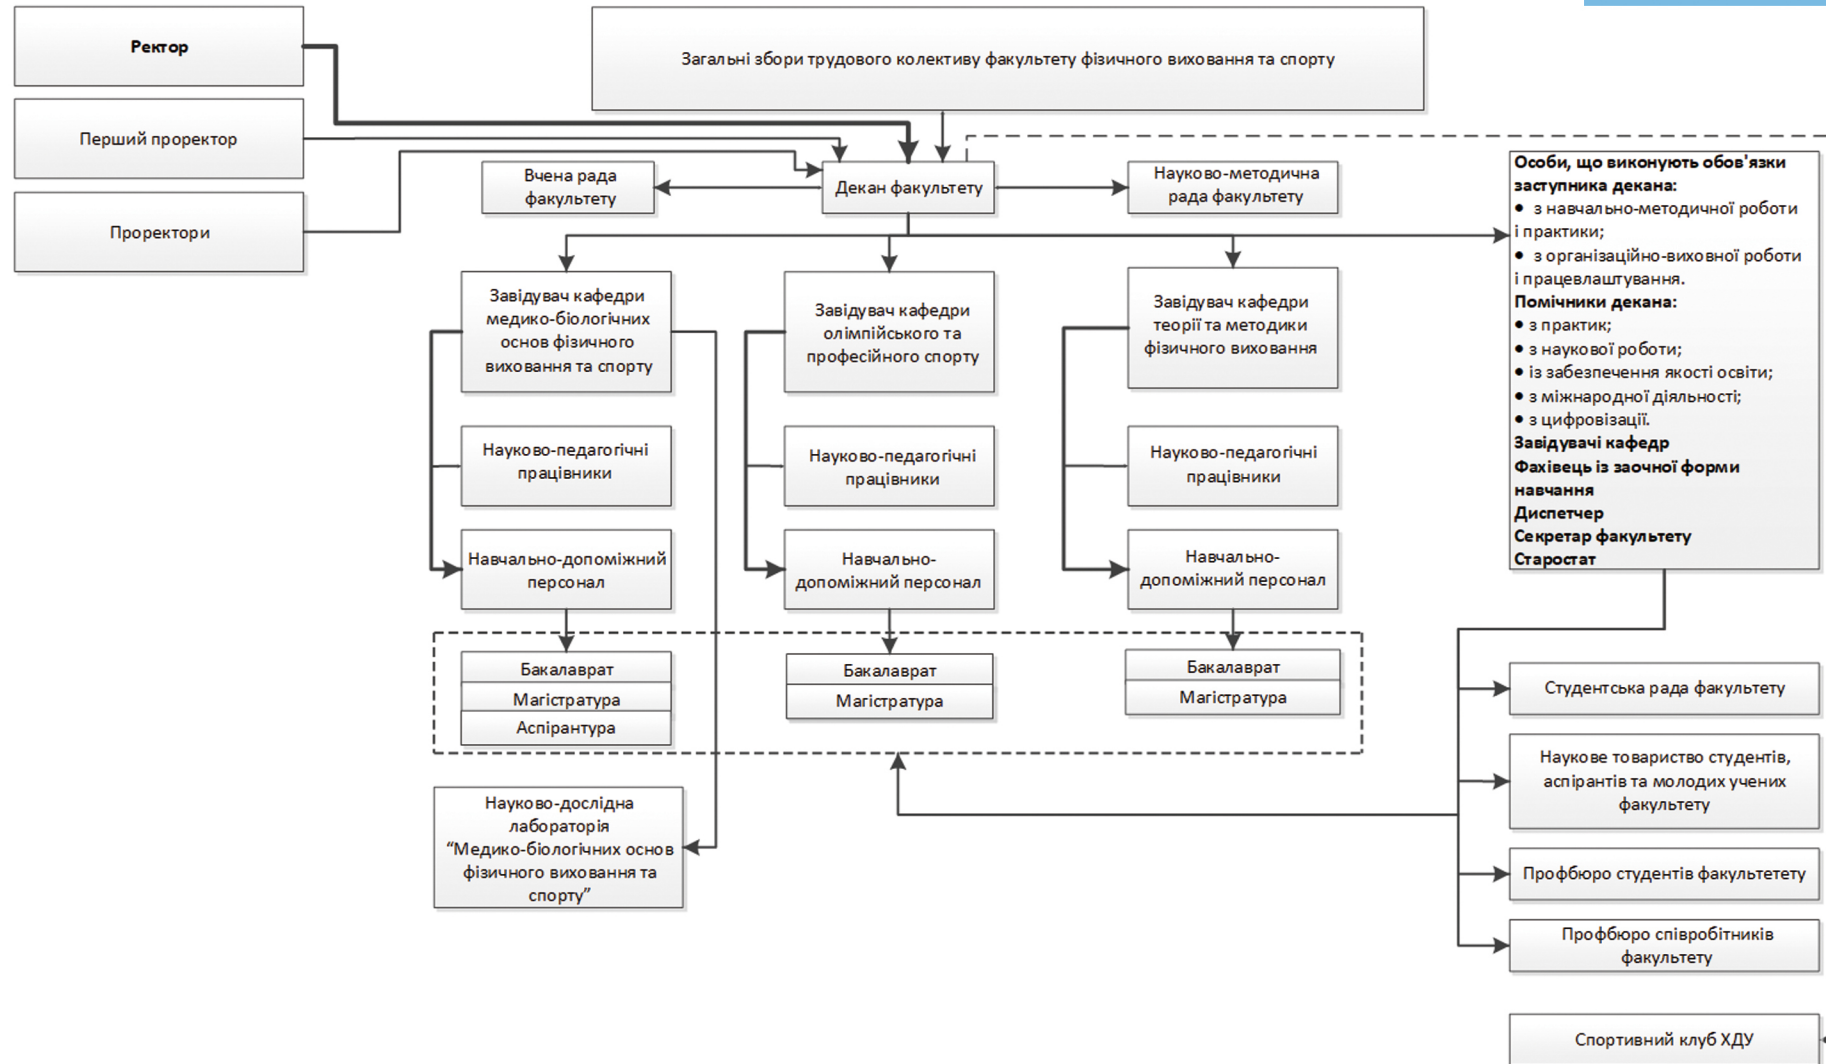 Ректор
Загальні збори трудового колективу факультету фізичного виховання та спорту
Перший проректор
Проректори
Вчена рада
факультету
Декан факультету
Науково-методична
рада факультету
Особи, що виконують обов'язки
заступника декана:
• з навчально-методичної роботи
і практики;
• з організаційно-виховної роботи
і працевлаштування.
Помічники декана:
• з практик;
• з наукової роботи;
• із забезпечення якості освіти;
• з міжнародної діяльності;
• з цифровізації.
Завідувачі кафедр
Фахівець із заочної форми
навчання
Диспетчер
Секретар факультету
Старостат
Завідувач кафедри
медико-біологічних
основ фізичного
виховання та спорту
Завідувач кафедри
олімпійського та
професійного спорту
Завідувач кафедри
теорії та методики
фізичного виховання
Науково-педагогічні
працівники
Науково-педагогічні
працівники
Науково-педагогічні
працівники
Навчально-допоміжний
персонал
Навчально-
допоміжний персонал
Навчально-
допоміжний персонал
Бакалаврат
Магістратура
Аспірантура
Бакалаврат
Магістратура
Бакалаврат
Магістратура
Науково-дослідна
лабораторія
“Медико-біологічних основ
фізичного виховання та
спорту”
Студентська рада факультету
Наукове товариство студентів,
аспірантів та молодих учених
факультету
Профбюро студентів факультетету
Профбюро співробітників
факультету
Спортивний клуб ХДУ